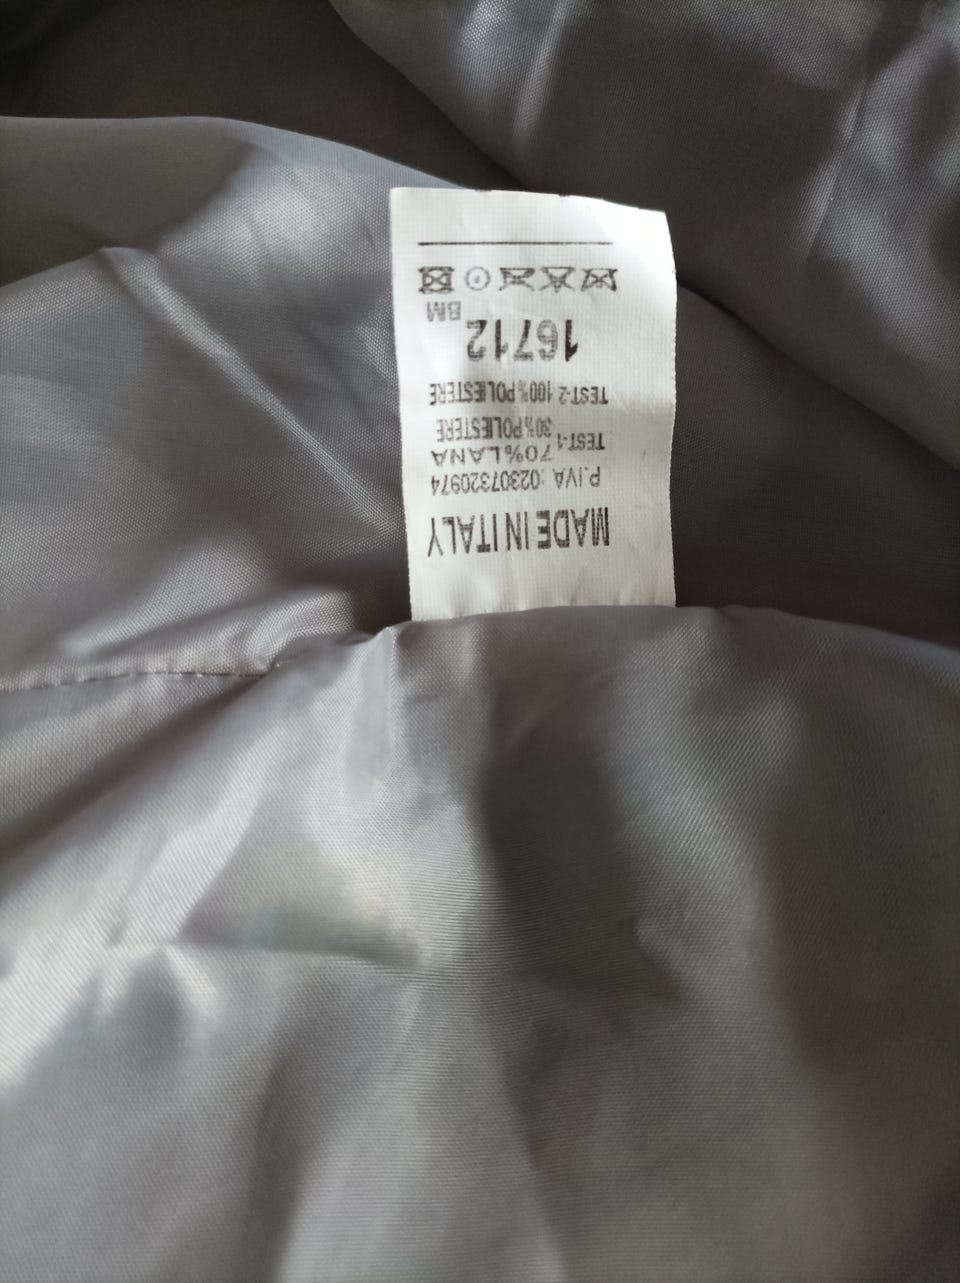 MADE IN ITALY
P.IVA :02307320974
TEST-1 70%LANA
30%POLIESTERE
TEST-2 100%POLIESTERE
16712
BM